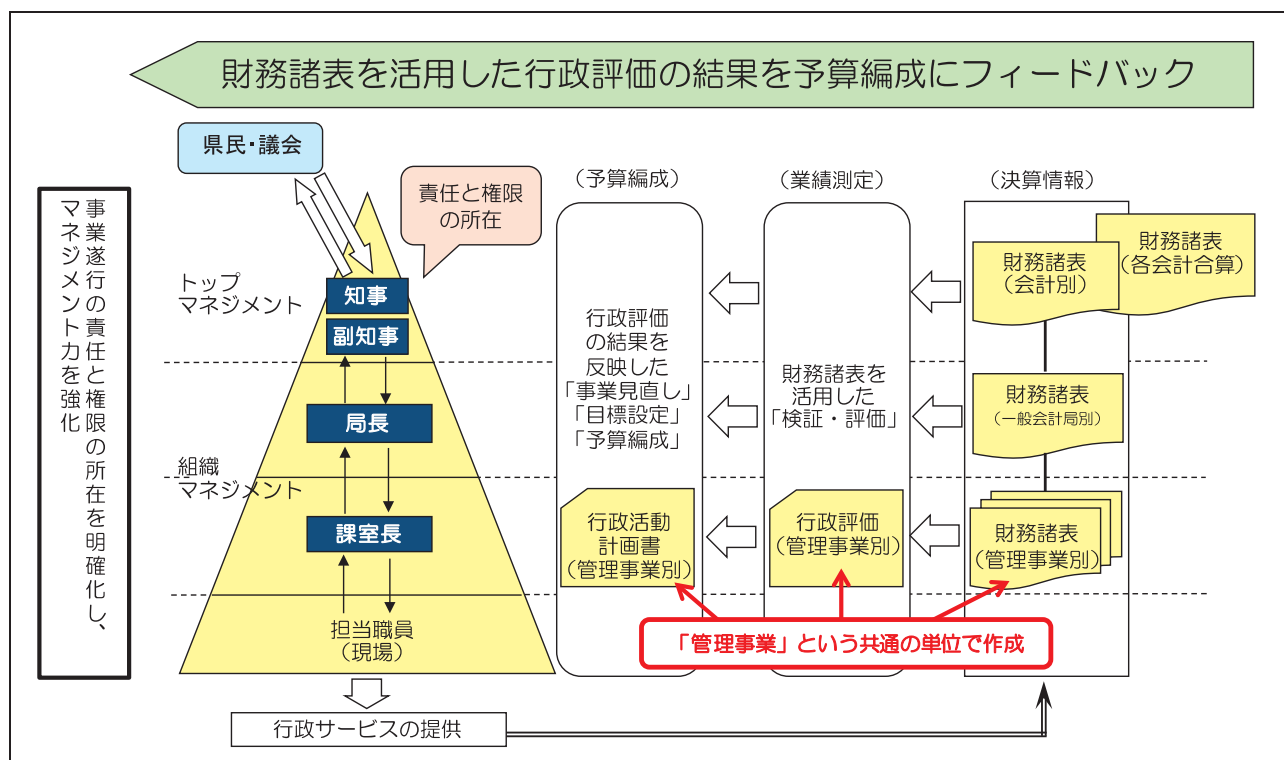 財務諸表を活用した行政評価の結果を予算編成にフィードバック
事業遂行の責任と権限の所在を明確化し、
マネジメント力を強化
県民・議会
責任と権限
の所在
トップ
マネジメント
知事
副知事
局長
組織
マネジメント
課室長
担当職員
(現場)
行政サービスの提供
(予算編成)
行政評価
の結果を
反映した
「事業見直し」
「目標設定」
「予算編成」
行政活動
計画書
(管理事業別)
(業績測定)
財務諸表を
活用した
「検証・評価」
行政評価
(管理事業別)
(決算情報)
財務諸表
(会計別)
財務諸表
(各会計合算)
財務諸表
(一般会計局別)
財務諸表
(管理事業別)
「管理事業」という共通の単位で作成